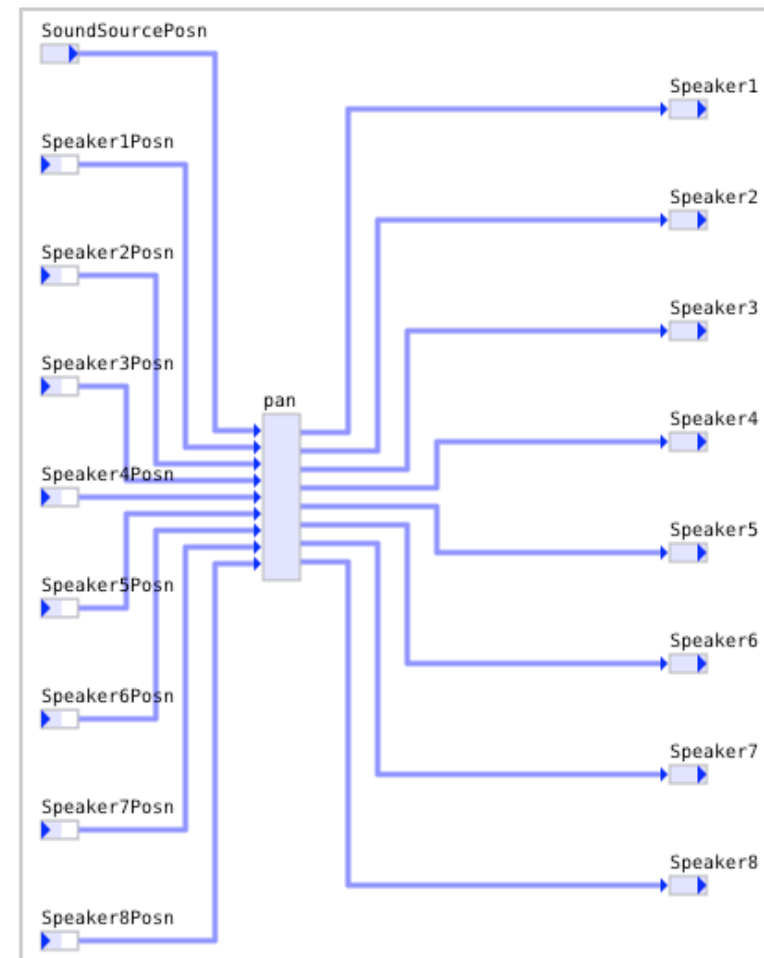 SoundSourcePosn
Speaker1Posn
Speaker2Posn
Speaker3Posn
Speaker4Posn
Speaker5Posn
Speaker6Posn
Speaker7Posn
Speaker8Posn
pan
Speaker1
Speaker2
Speaker3
Speaker4
Speaker5
Speaker6
Speaker7
Speaker8